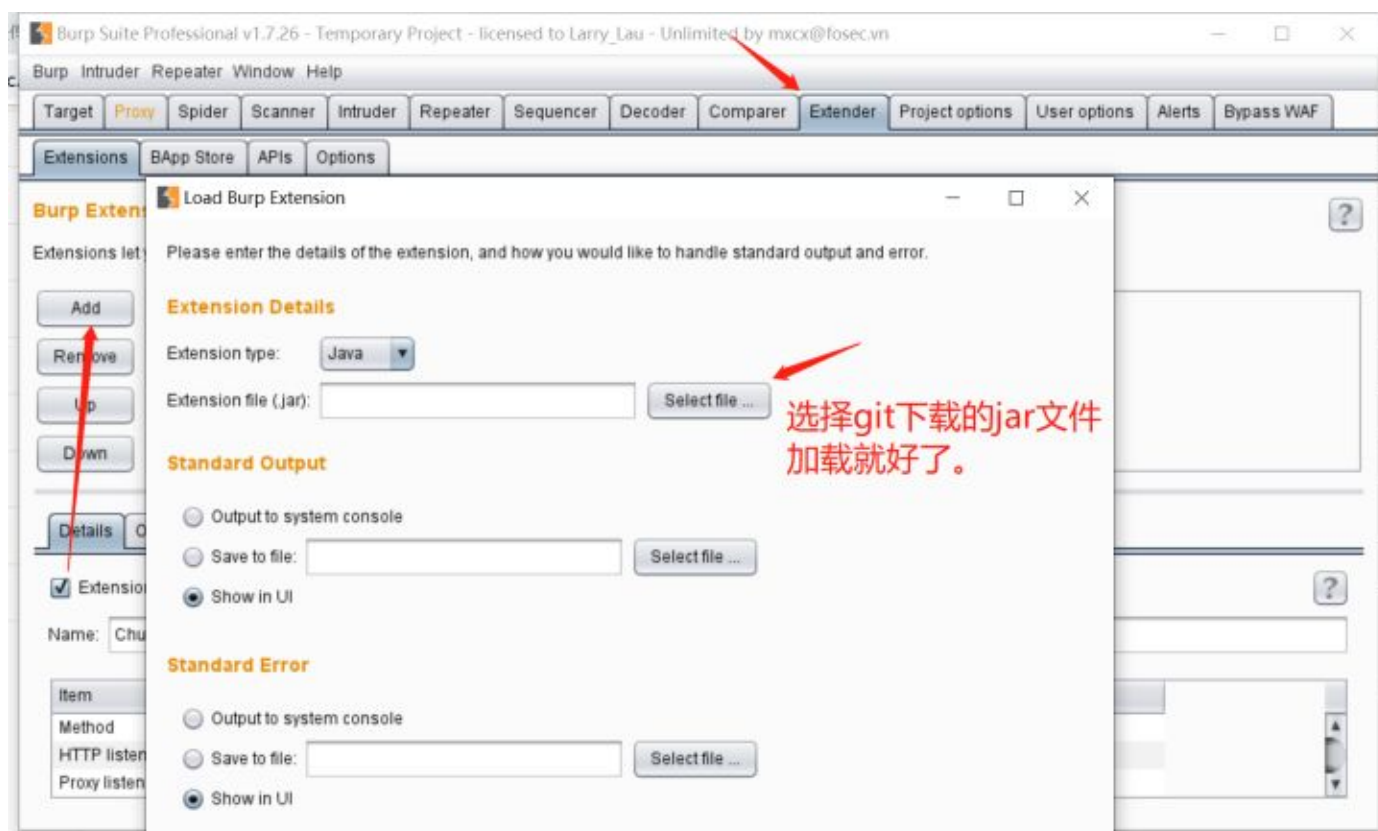 Burp Suite Professional v1.7.26 - Temporary Project - licensed to Larry_Lau - Unlimited by mxcx@fosec.vn
Burp Intruder Repeater Window Help
Target Proxy Spider Scanner Intruder Repeater Sequencer Decoder Comparer Extender Project options User options Alerts Bypass WAF
Extensions BApp Store APIs Options
Load Burp Extension
Burp Exten
?
Extensions let
Please enter the details of the extension, and how you would like to handle standard output and error.
Add
Extension Details
Remove
Extension type: Java
Extension file (.jar): Select file ...
Up
选择git下载的jar文件
加载就好了。
Down
Standard Output
Output to system console
Details
Save to file: Select file ...
Extensio
?
Show in UI
Name: Chu
Standard Error
Item
Output to system console
Method
HTTP listen
Save to file: Select file ...
Proxy listen
Show in UI